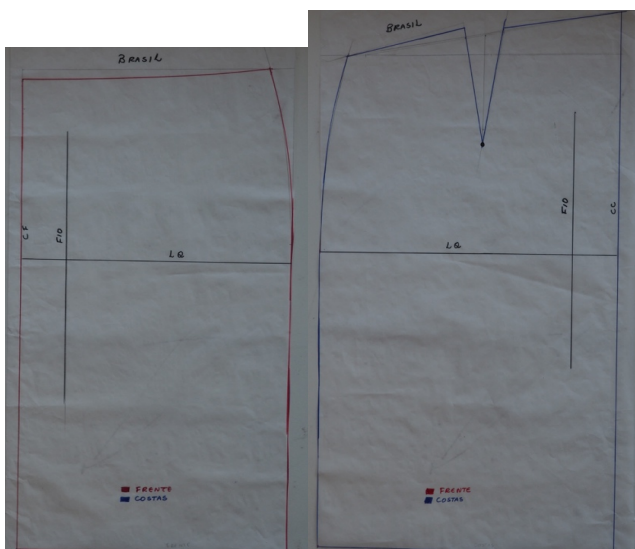 BRASIL
CF
FIO
LQ
FRENTE
COSTAS
BRASIL
FIO
CC
LQ
FRENTE
COSTAS